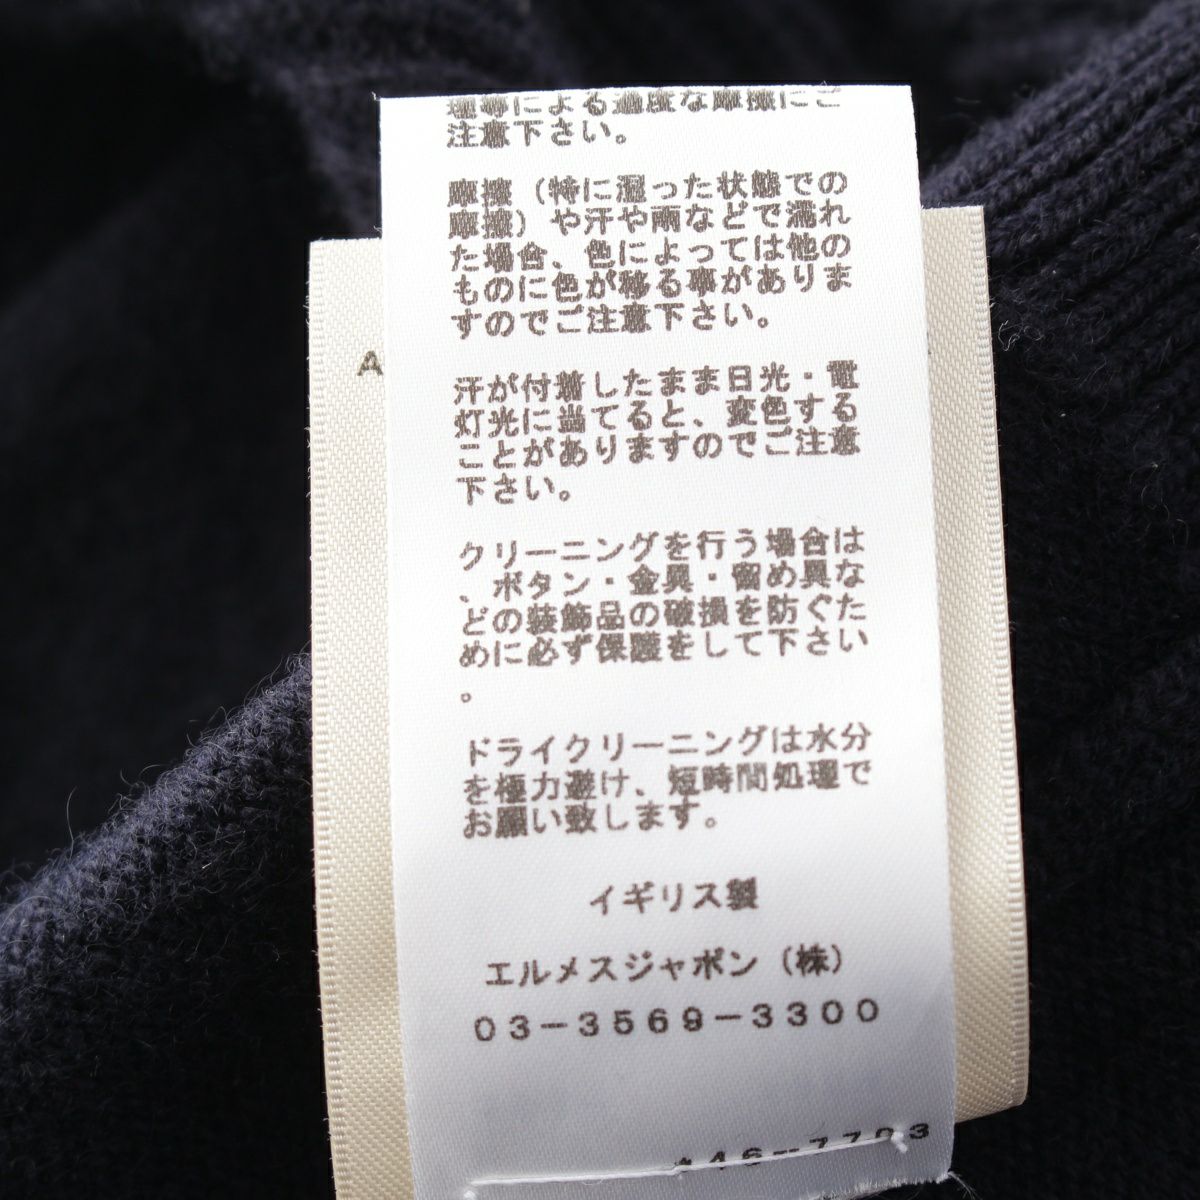 理等による過度な摩擦にご
注意下さい。
摩擦（特に湿った状態での
摩擦）や汗や雨などで濡れ
た場合、色によっては他の
ものに色が移る事がありま
すのでご注意下さい。
汗が付着したまま日光・電
灯光に当てると、変色する
ことがありますのでご注意
下さい。
クリーニングを行う場合は
、ボタン・金具・留め具な
どの装飾品の破損を防ぐた
めに必ず保護をして下さい
。
ドライクリーニングは水分
を極力避け、短時間処理で
お願い致します。
イギリス製
エルメスジャポン（株）
03-3569-3300
A